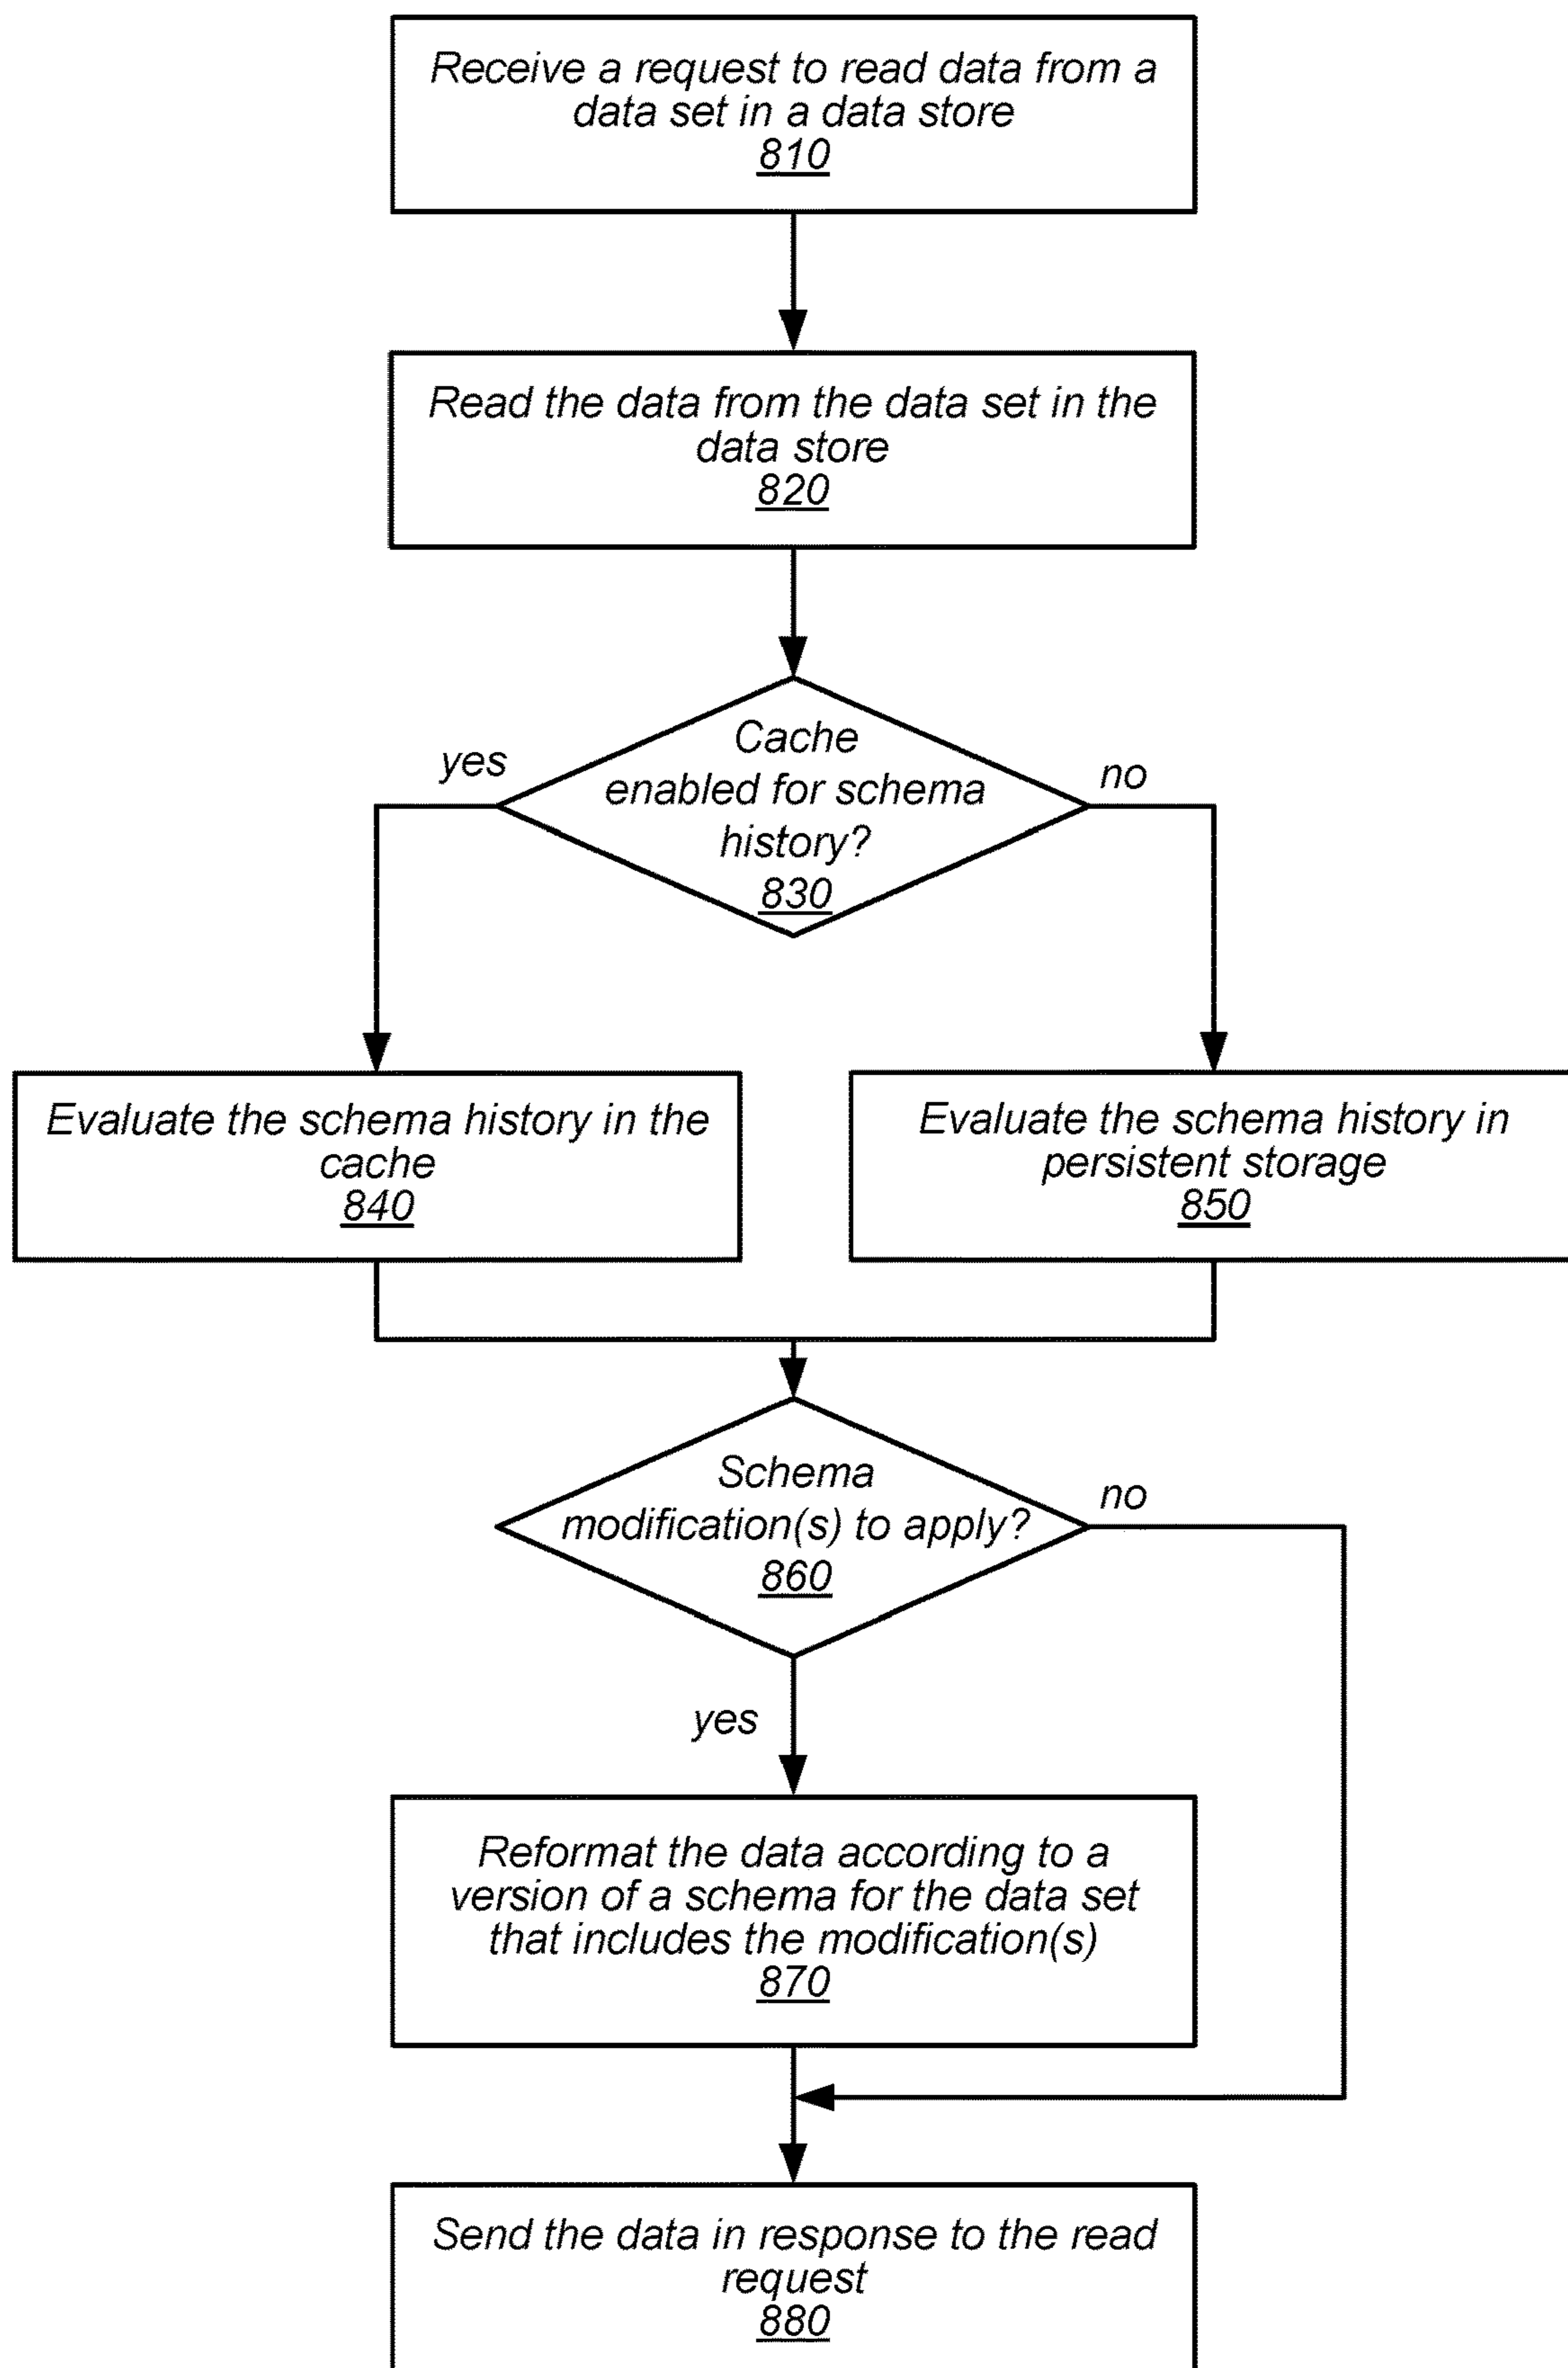 Receive a request to read data from a
data set in a data store
810
Read the data from the data set in the
data store
820
Cache
enabled for schema
history?
830
yes
no
Evaluate the schema history in the
cache
840
Evaluate the schema history in
persistent storage
850
Schema
modification(s) to apply?
860
no
yes
Reformat the data according to a
version of a schema for the data set
that includes the modification(s)
870
Send the data in response to the read
request
880